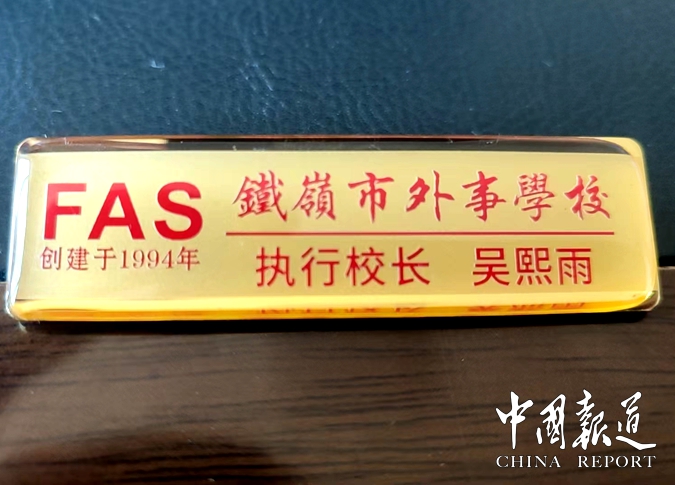 FAS
创建于1994年
鐵嶺市外事學校
执行校长 吴熙雨
中國報道
CHINA REPORT